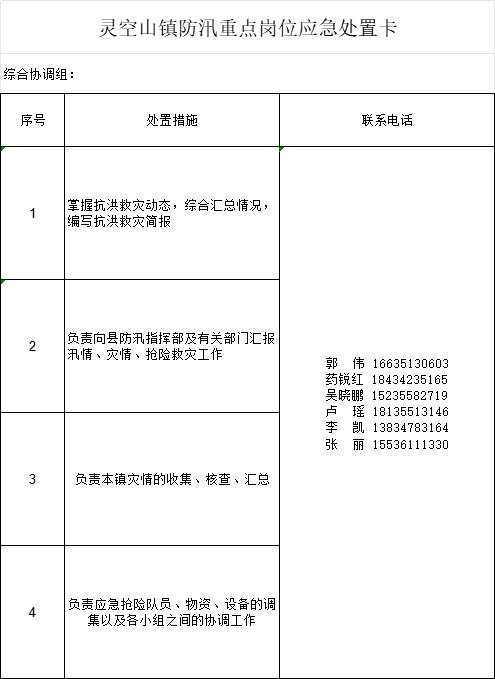 灵空山镇防汛重点岗位应急处置卡
综合协调组：
序号 处置措施 联系电话
1
掌握抗洪救灾动态，综合汇总情况，
编写抗洪救灾简报
2
负责向县防汛指挥部及有关部门汇报
汛情、灾情、抢险救灾工作
3
负责本镇灾情的收集、核查、汇总
4
负责应急抢险队员、物资、设备的调
集以及各小组之间的协调工作
郭　伟 16635130603
药锐红 18434235165
吴晓鹏 15235582719
卢　瑶 18135513146
李　凯 13834783164
张　丽 15536111330